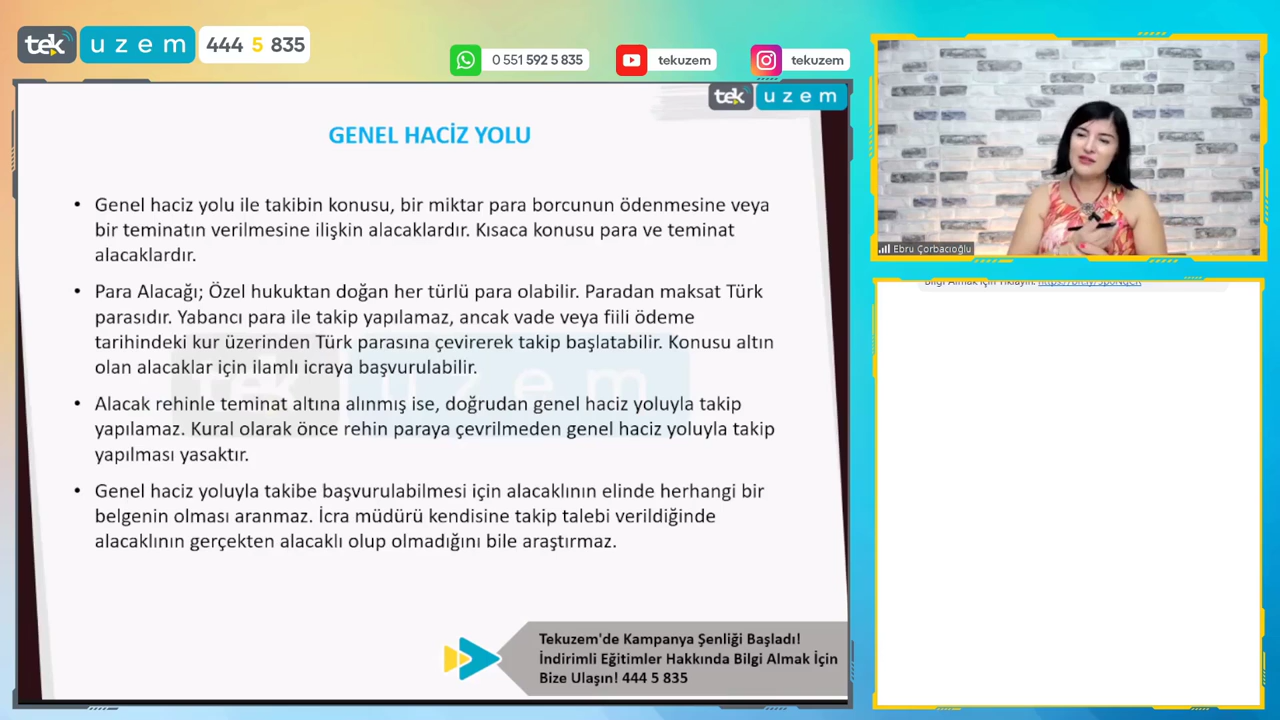 tek uzem 444 5 835
0 551 592 5 835
tekuzem
tekuzem
tek uzem
GENEL HACİZ YOLU
• Genel haciz yolu ile takibin konusu, bir miktar para borcunun ödenmesine veya
bir teminatın verilmesine ilişkin alacaklardır. Kısaca konusu para ve teminat
alacaklardır.
• Para Alacağı; Özel hukuktan doğan her türlü para olabilir. Paradan maksat Türk
parasıdır. Yabancı para ile takip yapılamaz, ancak vade veya fiili ödeme
tarihindeki kur üzerinden Türk parasına çevirerek takip başlatabilir. Konusu altın
olan alacaklar için ilamlı icraya başvurulabilir.
• Alacak rehinle teminat altına alınmış ise, doğrudan genel haciz yoluyla takip
yapılamaz. Kural olarak önce rehin paraya çevrilmeden genel haciz yoluyla takip
yapılması yasaktır.
• Genel haciz yoluyla takibe başvurulabilmesi için alacaklının elinde herhangi bir
belgenin olması aranmaz. İcra müdürü kendisine takip talebi verildiğinde
alacaklının gerçekten alacaklı olup olmadığını bile araştırmaz.
tek uzem
Tekuzem'de Kampanya Şenliği Başladı!
İndirimli Eğitimler Hakkında Bilgi Almak İçin
Bize Ulaşın! 444 5 835
Ebru Çorbacıoğlu
Bilgi Almak İçin Tıklayın: